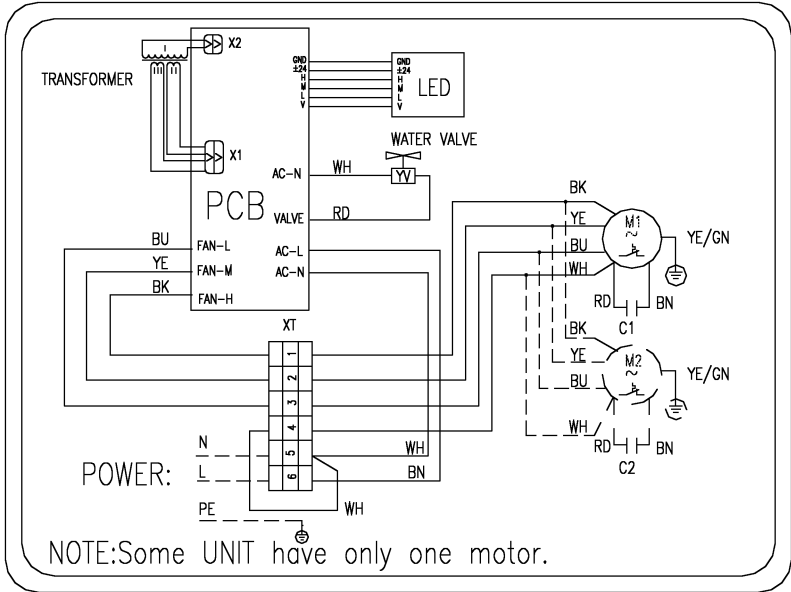 X2
TRANSFORMER
I
III
II
X1
PCB
GND
±24
H
M
L
V
GND
±24
H
M
L
V
LED
WATER VALVE
YV
AC-N
WH
VALVE
RD
AC-L
AC-N
BU
FAN-L
YE
FAN-M
BK
FAN-H
XT
1
2
3
4
5
6
BK
YE
BU
WH
M1
~
YE/GN
RD
BN
C1
BK
YE
BU
WH
M2
~
YE/GN
RD
BN
C2
WH
BN
WH
N
POWER:
L
PE
NOTE:Some UNIT have only one motor.